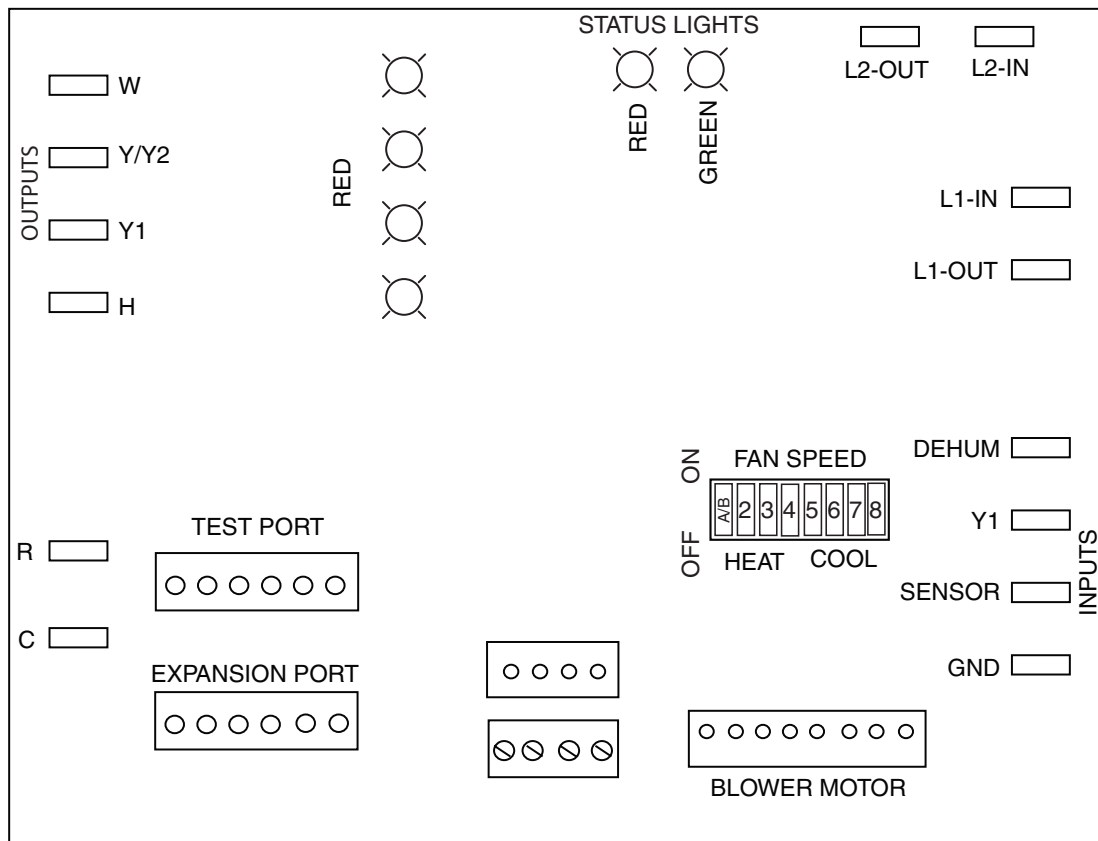 STATUS LIGHTS
RED
GREEN
L2-OUT
L2-IN
OUTPUTS
W
Y/Y2
Y1
H
RED
L1-IN
L1-OUT
FAN SPEED
ON
OFF
A/B 2 3 4 5 6 7 8
HEAT
COOL
INPUTS
DEHUM
Y1
SENSOR
GND
R
C
TEST PORT
EXPANSION PORT
BLOWER MOTOR